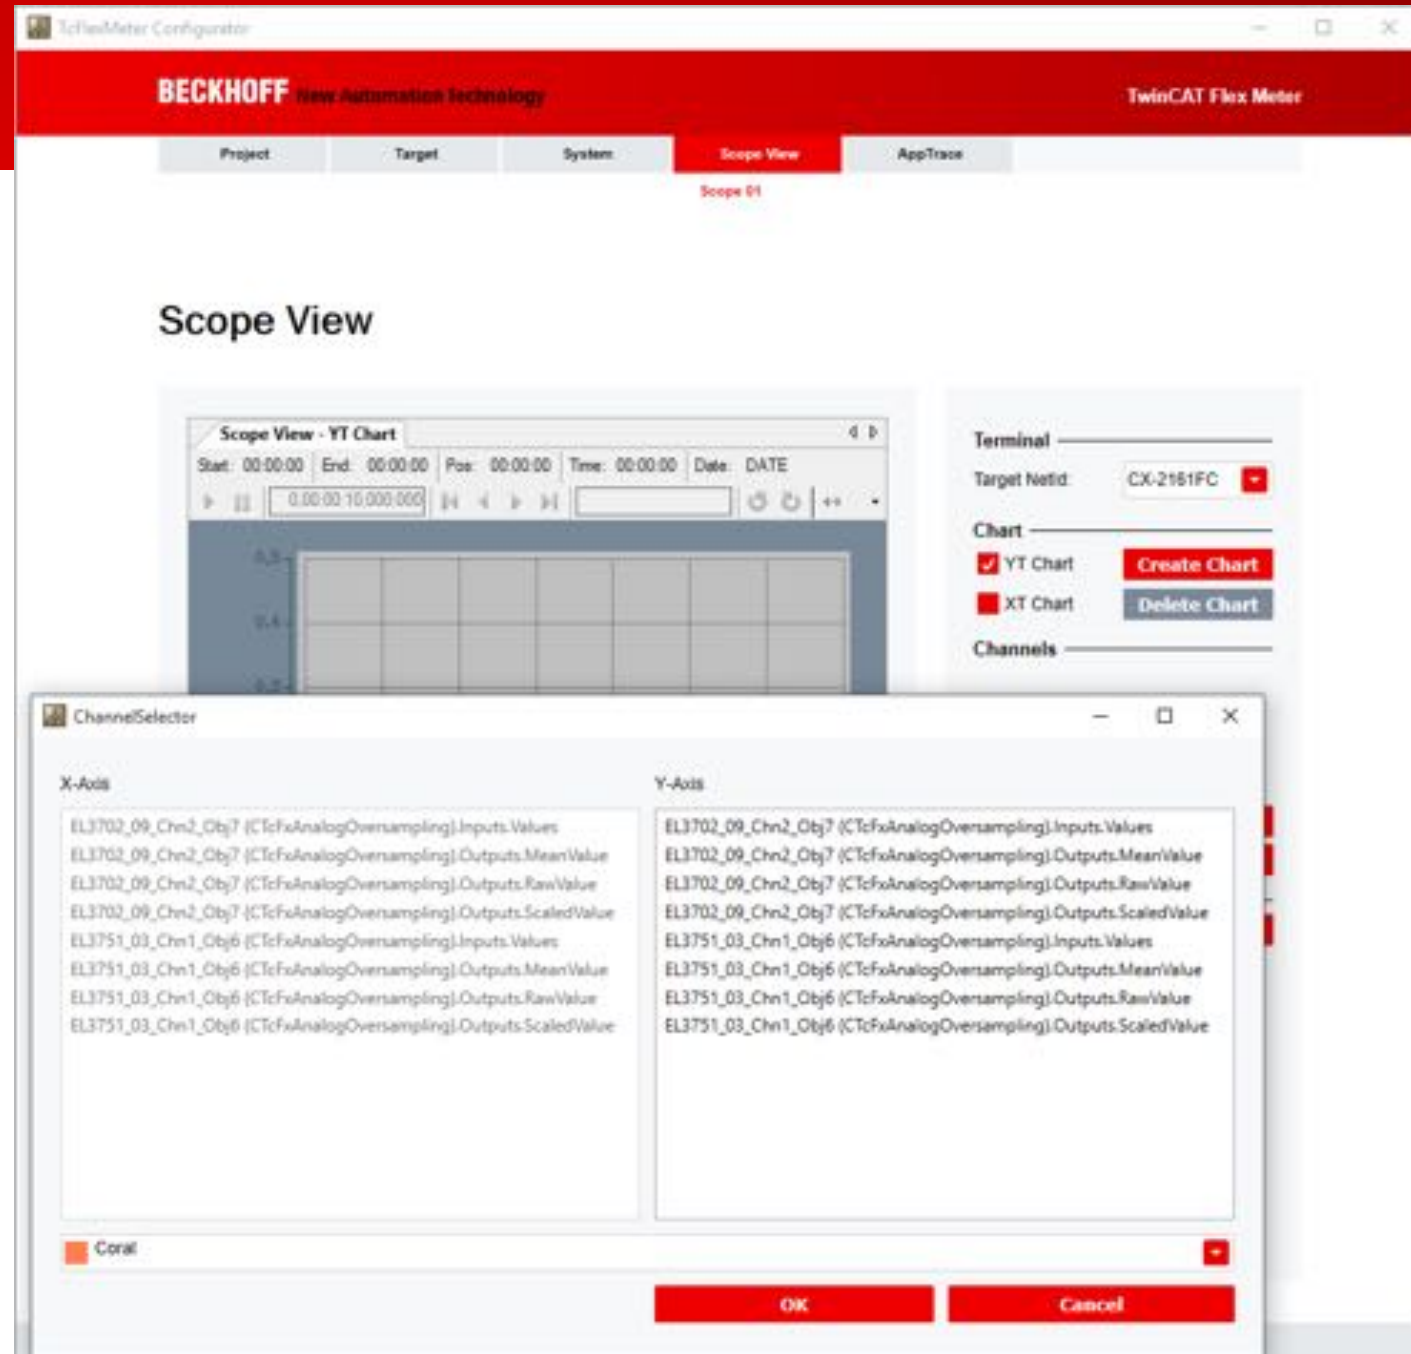 TcFlexMeter Configurator
BECKHOFF New Automation Technology
TwinCAT Flex Meter
Project Target System Scope View AppTrace
Scope 01
Scope View
Scope View - YT Chart
Start: 00:00:00 End: 00:00:00 Pos: 00:00:00 Time: 00:00:00 Date: DATE
0.00:00:10,000.000
0,5
0,4
Terminal
Target NetId: CX-2161FC
Chart
YT Chart Create Chart
XT Chart Delete Chart
Channels
ChannelSelector
X-Axis
EL3702_09_Chn2_Obj7 (CTcFxAnalogOversampling).Inputs.Values
EL3702_09_Chn2_Obj7 (CTcFxAnalogOversampling).Outputs.MeanValue
EL3702_09_Chn2_Obj7 (CTcFxAnalogOversampling).Outputs.RawValue
EL3702_09_Chn2_Obj7 (CTcFxAnalogOversampling).Outputs.ScaledValue
EL3751_03_Chn1_Obj6 (CTcFxAnalogOversampling).Inputs.Values
EL3751_03_Chn1_Obj6 (CTcFxAnalogOversampling).Outputs.MeanValue
EL3751_03_Chn1_Obj6 (CTcFxAnalogOversampling).Outputs.RawValue
EL3751_03_Chn1_Obj6 (CTcFxAnalogOversampling).Outputs.ScaledValue
Y-Axis
EL3702_09_Chn2_Obj7 (CTcFxAnalogOversampling).Inputs.Values
EL3702_09_Chn2_Obj7 (CTcFxAnalogOversampling).Outputs.MeanValue
EL3702_09_Chn2_Obj7 (CTcFxAnalogOversampling).Outputs.RawValue
EL3702_09_Chn2_Obj7 (CTcFxAnalogOversampling).Outputs.ScaledValue
EL3751_03_Chn1_Obj6 (CTcFxAnalogOversampling).Inputs.Values
EL3751_03_Chn1_Obj6 (CTcFxAnalogOversampling).Outputs.MeanValue
EL3751_03_Chn1_Obj6 (CTcFxAnalogOversampling).Outputs.RawValue
EL3751_03_Chn1_Obj6 (CTcFxAnalogOversampling).Outputs.ScaledValue
Coral
OK Cancel